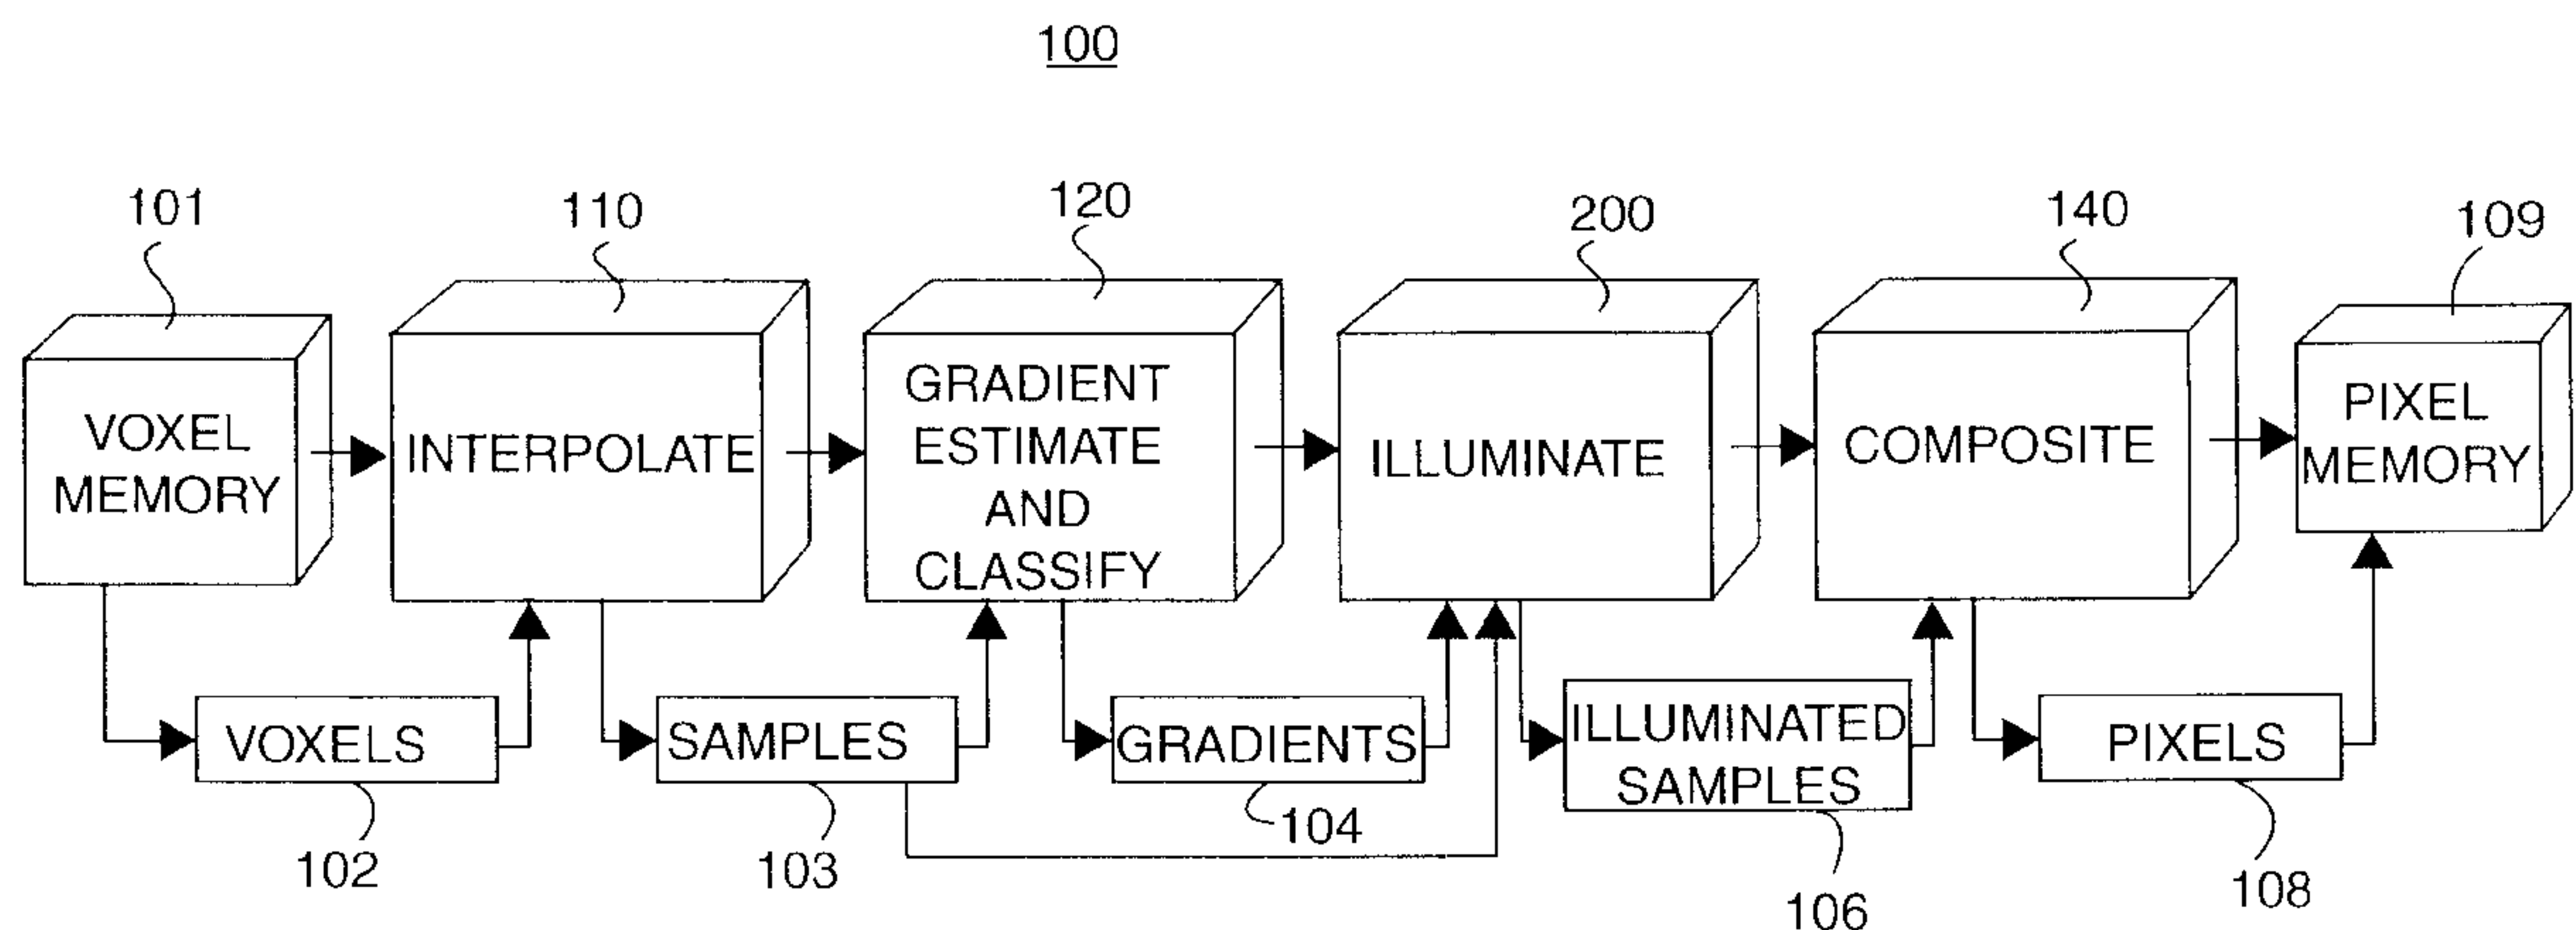 100
101
110
120
200
140
109
VOXEL
MEMORY
INTERPOLATE
GRADIENT
ESTIMATE
AND
CLASSIFY
ILLUMINATE
COMPOSITE
PIXEL
MEMORY
VOXELS
SAMPLES
GRADIENTS
ILLUMINATED
SAMPLES
PIXELS
102
103
104
106
108